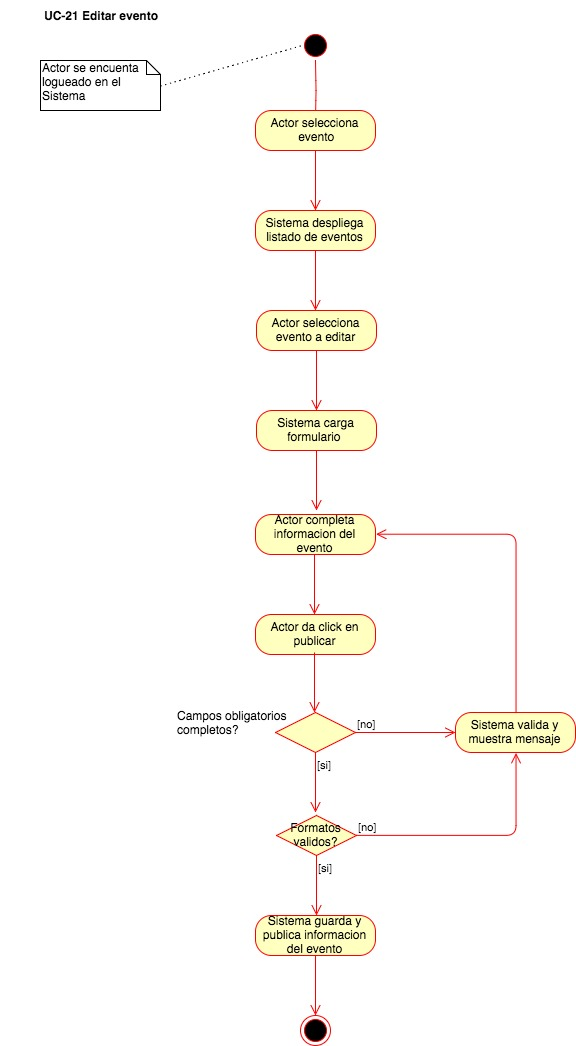 UC-21 Editar evento
Actor se encuenta
logueado en el
Sistema
Actor selecciona
evento
Sistema despliega
listado de eventos
Actor selecciona
evento a editar
Sistema carga
formulario
Actor completa
informacion del
evento
Actor da click en
publicar
Campos obligatorios
completos?
[no]
Sistema valida y
muestra mensaje
[si]
Formatos
validos?
[no]
[si]
Sistema guarda y
publica informacion
del evento